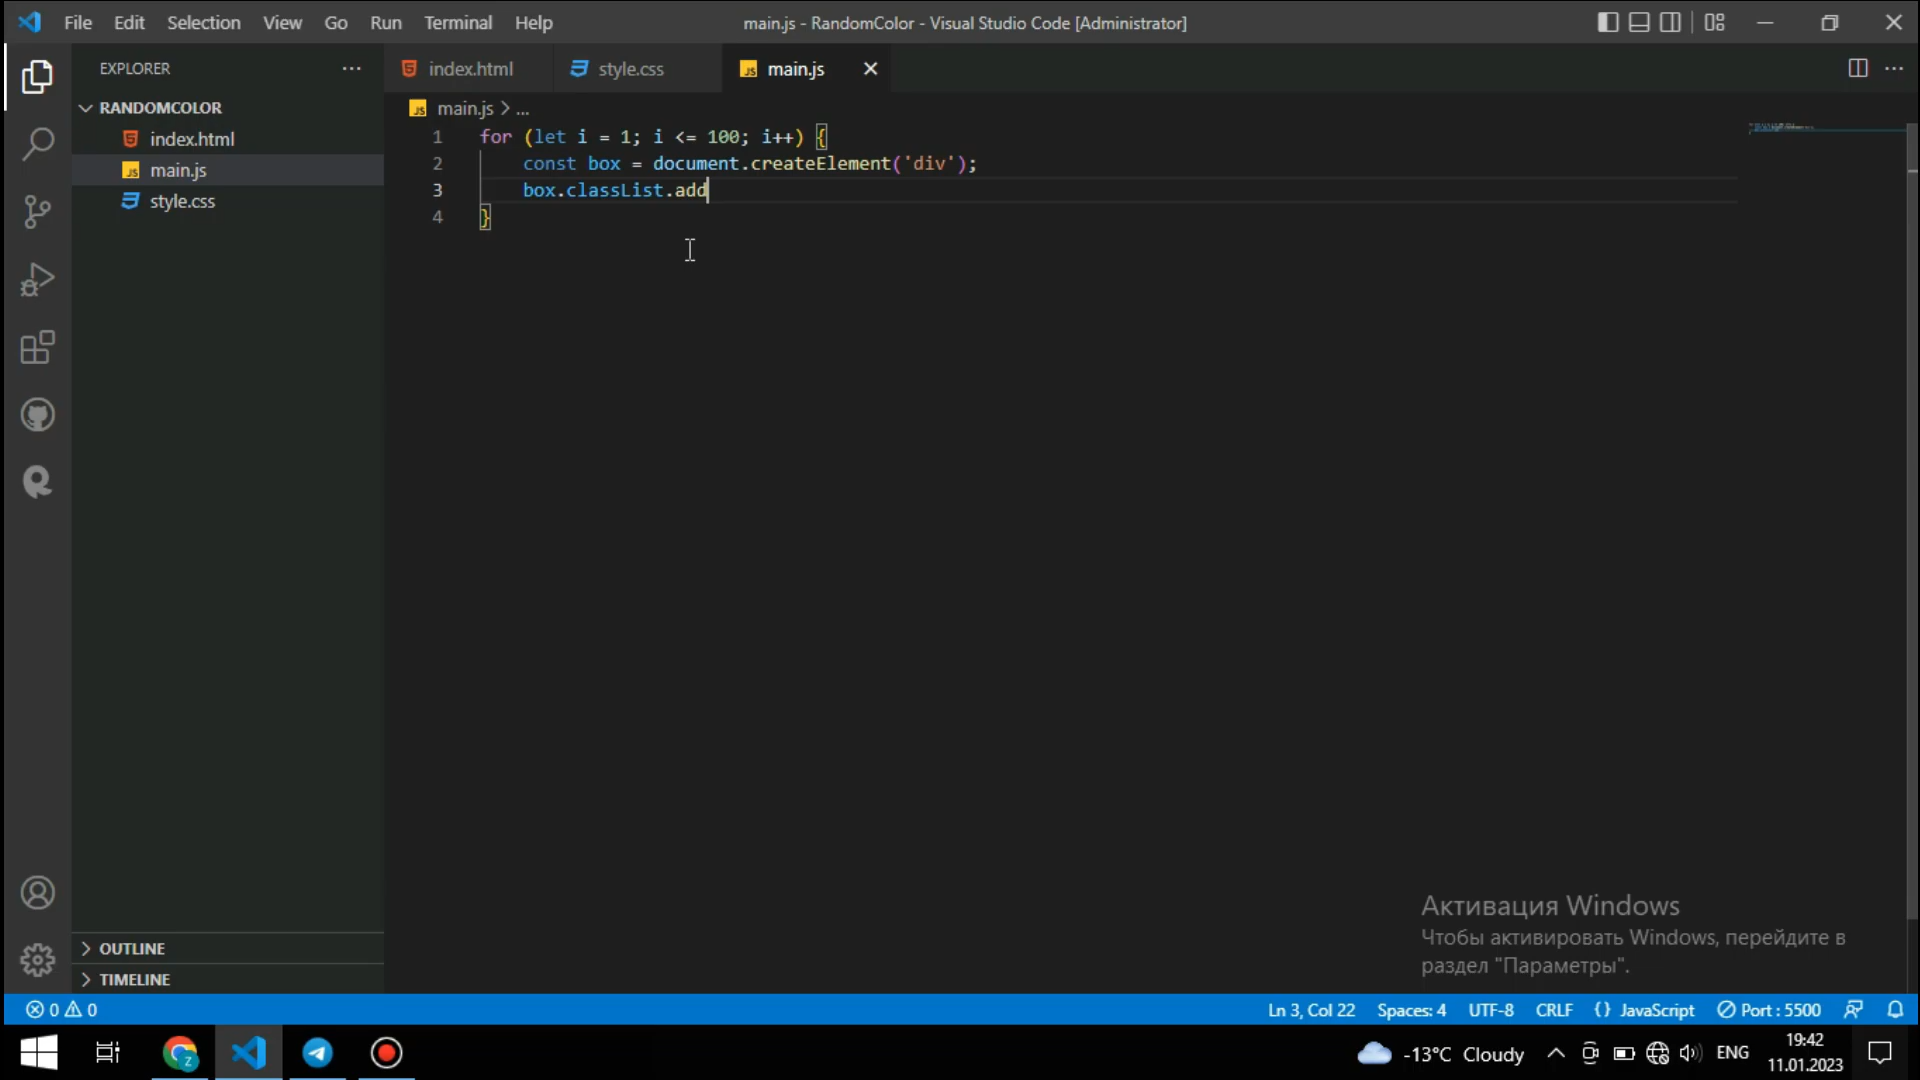 File Edit Selection View Go Run Terminal Help
main.js - RandomColor - Visual Studio Code [Administrator]
EXPLORER
index.html
style.css
main.js
RANDOMCOLOR
main.js > ...
index.html
main.js
style.css
1 for (let i = 1; i <= 100; i++) {
2 const box = document.createElement('div');
3 box.classList.add
4 }
OUTLINE
TIMELINE
Активация Windows
Чтобы активировать Windows, перейдите в
раздел "Параметры".
0 0
Ln 3, Col 22 Spaces: 4 UTF-8 CRLF {} JavaScript Port : 5500
-13°C Cloudy ENG
19:42
11.01.2023